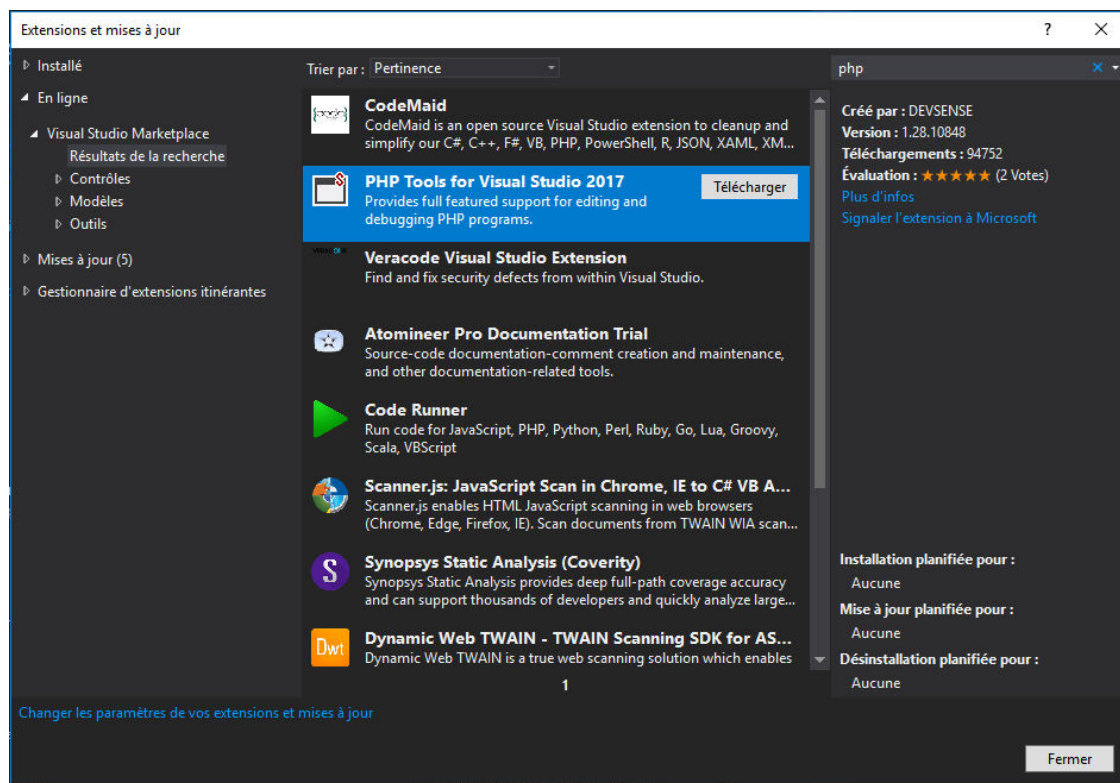 Extensions et mises à jour
?
Installé
En ligne
Visual Studio Marketplace
Résultats de la recherche
Contrôles
Modèles
Outils
Mises à jour (5)
Gestionnaire d'extensions itinérantes
Trier par : Pertinence
CodeMaid
CodeMaid is an open source Visual Studio extension to cleanup and
simplify our C#, C++, F#, VB, PHP, PowerShell, R, JSON, XAML, XM...
PHP Tools for Visual Studio 2017
Télécharger
Provides full featured support for editing and
debugging PHP programs.
Veracode Visual Studio Extension
Find and fix security defects from within Visual Studio.
Atomineer Pro Documentation Trial
Source-code documentation-comment creation and maintenance,
and other documentation-related tools.
Code Runner
Run code for JavaScript, PHP, Python, Perl, Ruby, Go, Lua, Groovy,
Scala, VBScript
Scanner.js: JavaScript Scan in Chrome, IE to C# VB A...
Scanner.js enables HTML JavaScript scanning in web browsers
(Chrome, Edge, Firefox, IE). Scan documents from TWAIN WIA scan...
S
Synopsys Static Analysis (Coverity)
Synopsys Static Analysis provides deep full-path coverage accuracy
and can support thousands of developers and quickly analyze large...
Dwt
Dynamic Web TWAIN - TWAIN Scanning SDK for AS...
Dynamic Web TWAIN is a true web scanning solution which enables
1
php
Créé par : DEVSENSE
Version : 1.28.10848
Téléchargements : 94752
Évaluation : ★★★★★ (2 Votes)
Plus d'infos
Signaler l'extension à Microsoft
Installation planifiée pour :
Aucune
Mise à jour planifiée pour :
Aucune
Désinstallation planifiée pour :
Aucune
Changer les paramètres de vos extensions et mises à jour
Fermer